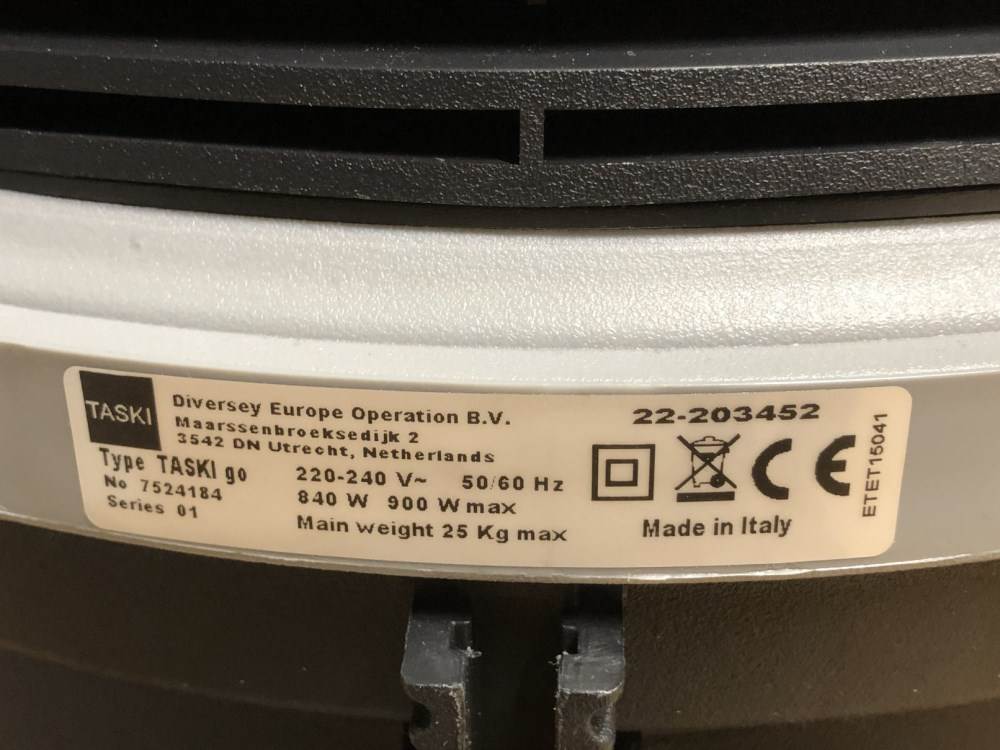 TASKI
Diversey Europe Operation B.V.
Maarssenbroeksedijk 2
3542 DN Utrecht, Netherlands
Type TASKI go
No 7524184
Series 01
220-240 V~ 50/60 Hz
840 W 900 W max
Main weight 25 Kg max
22-203452
CE
Made in Italy
ETET15041